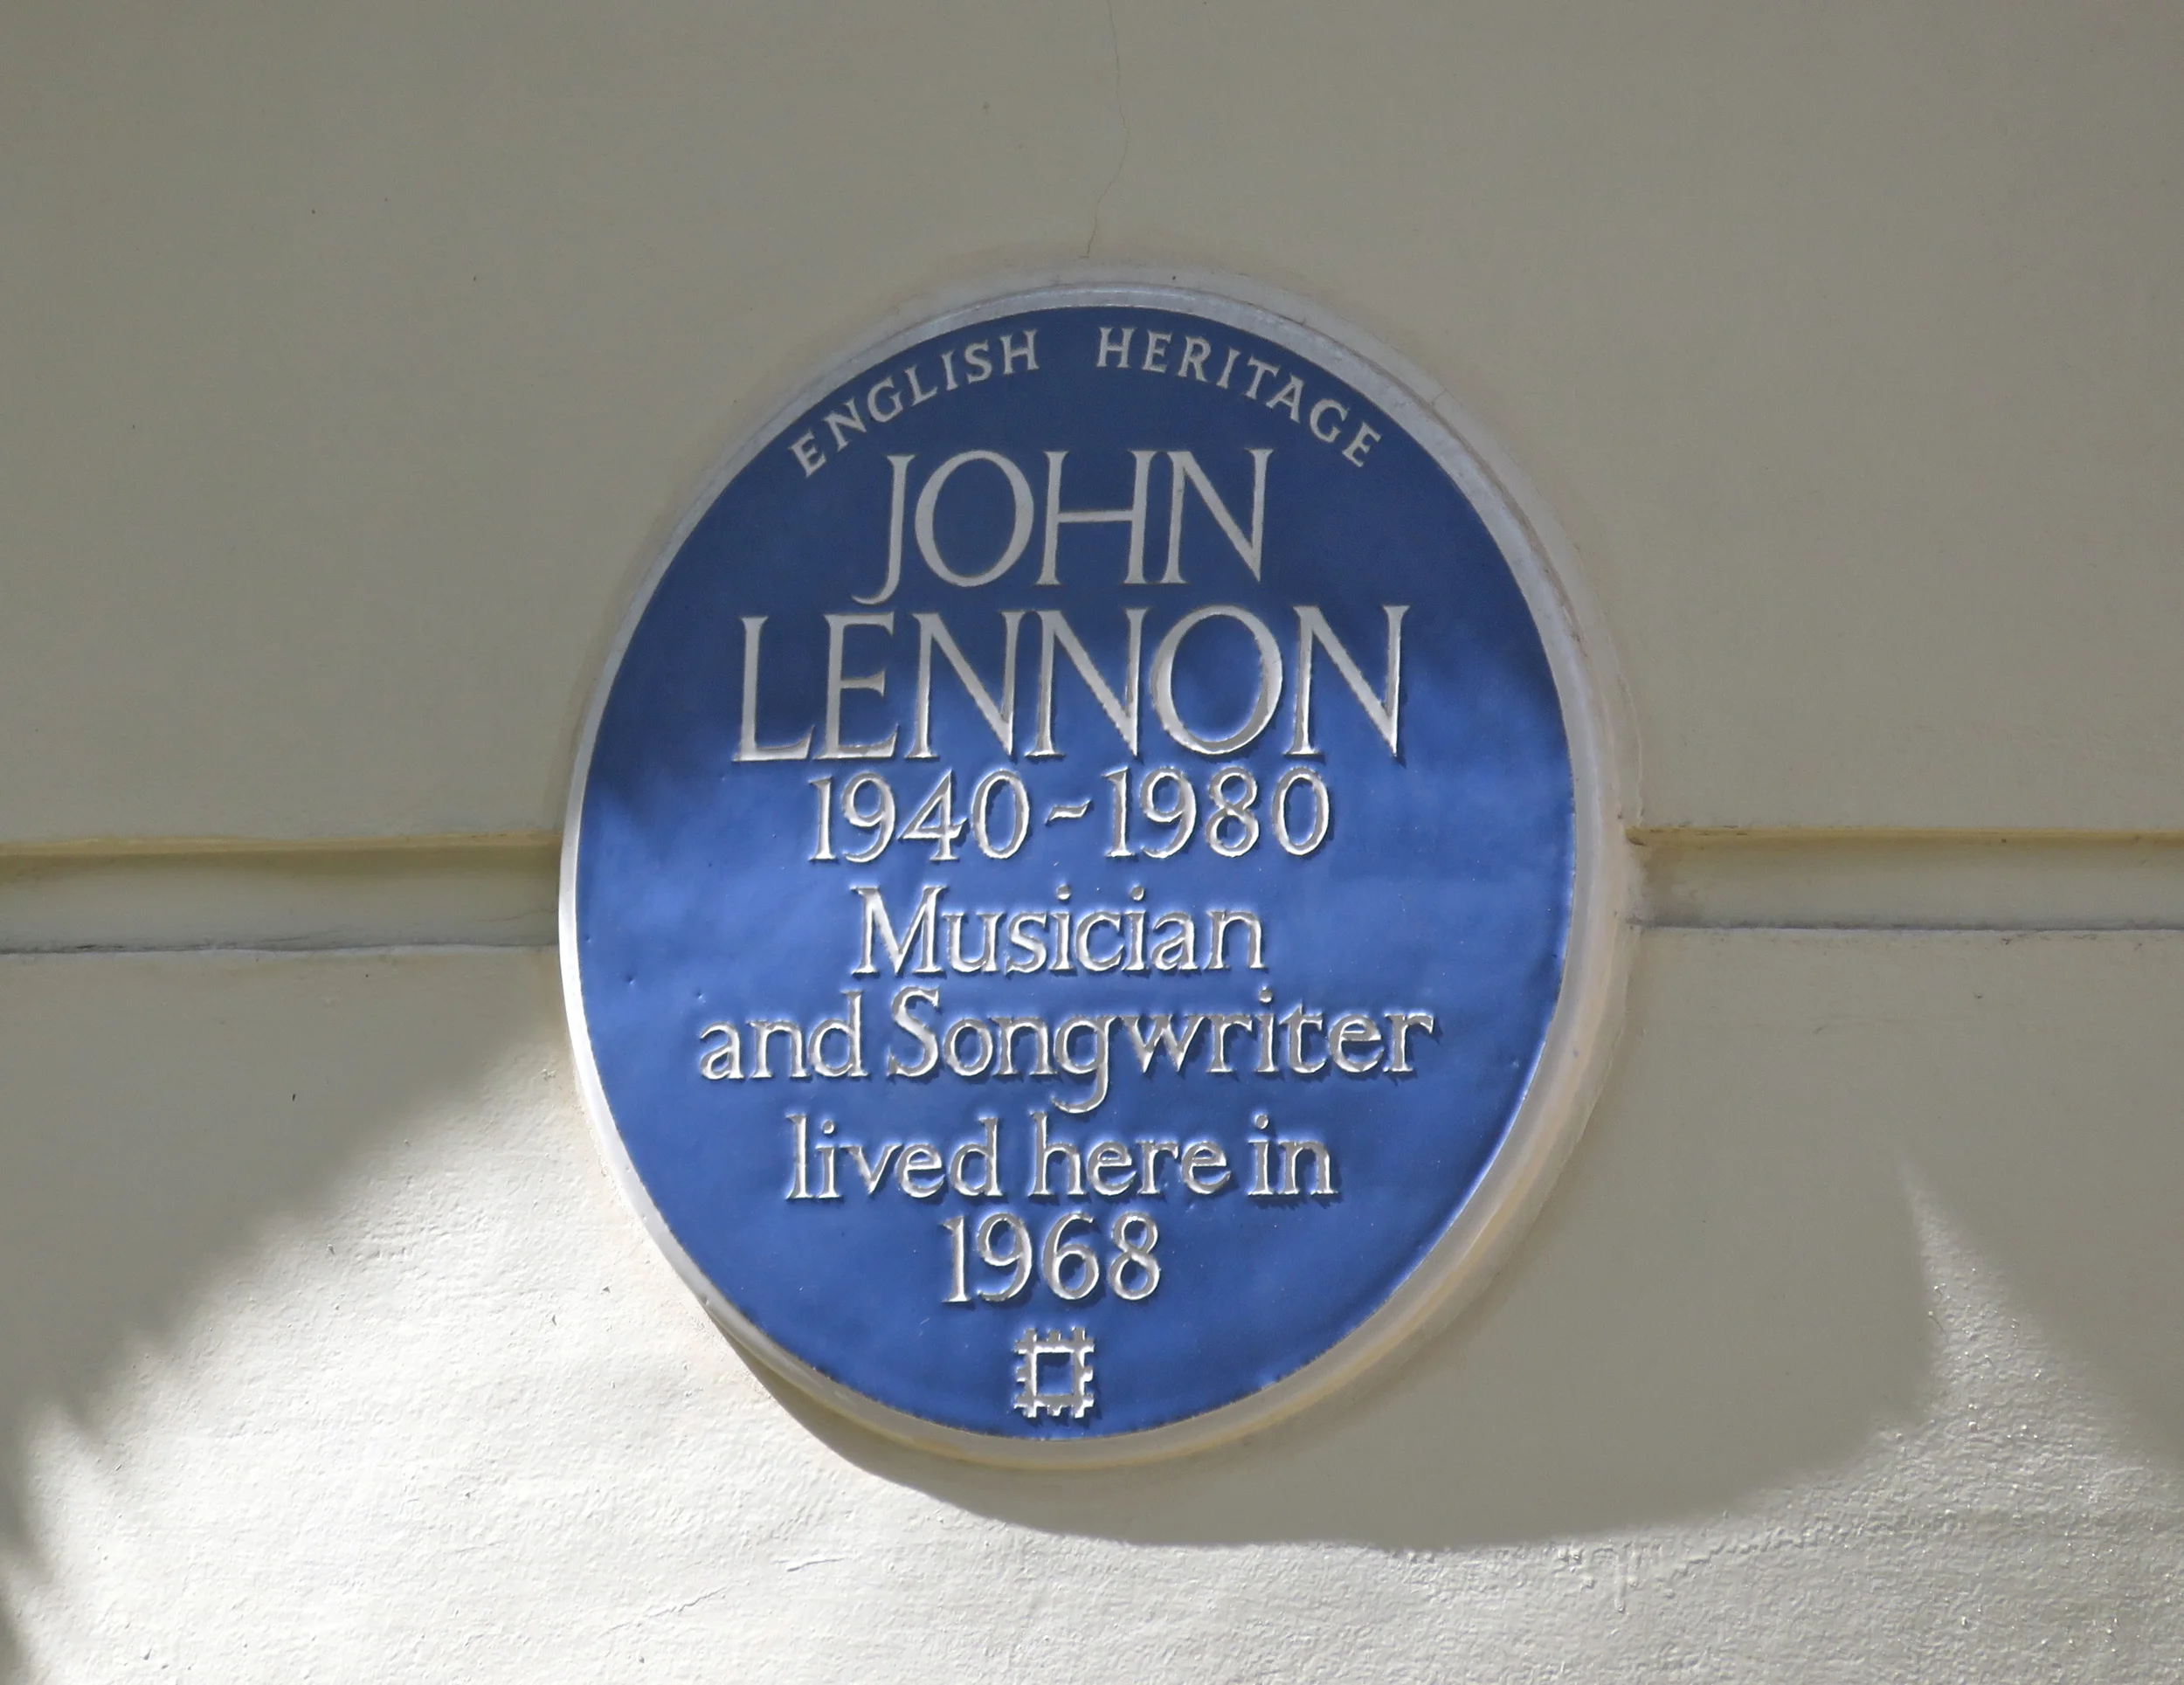 ENGLISH HERITAGE
JOHN
LENNON
1940~1980
Musician
and Songwriter
lived here in
1968